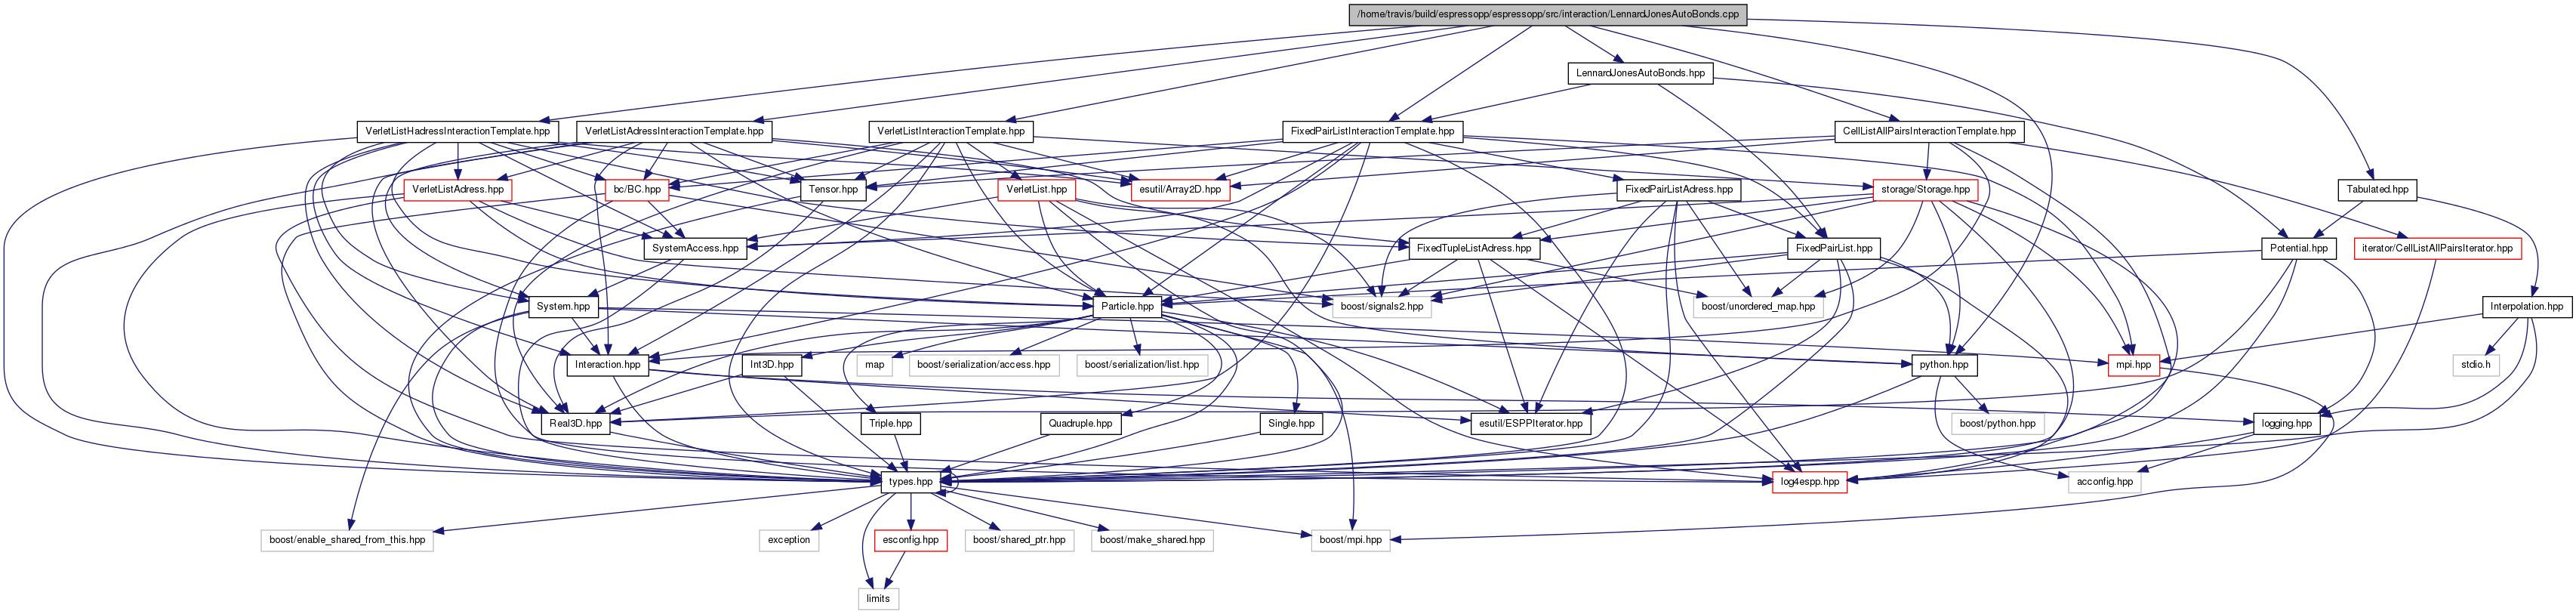 /home/travis/build/espressopp/espressopp/src/interaction/LennardJonesAutoBonds.cpp
LennardJonesAutoBonds.hpp
VerletListHadressInteractionTemplate.hpp
VerletListAdressInteractionTemplate.hpp
VerletListInteractionTemplate.hpp
FixedPairListInteractionTemplate.hpp
CellListAllPairsInteractionTemplate.hpp
VerletListAdress.hpp
bc/BC.hpp
Tensor.hpp
VerletList.hpp
esutil/Array2D.hpp
FixedPairListAdress.hpp
storage/Storage.hpp
Tabulated.hpp
SystemAccess.hpp
FixedTupleListAdress.hpp
FixedPairList.hpp
Potential.hpp
iterator/CellListAllPairsIterator.hpp
System.hpp
Particle.hpp
boost/signals2.hpp
boost/unordered_map.hpp
Interpolation.hpp
Interaction.hpp
Int3D.hpp
map
boost/serialization/access.hpp
boost/serialization/list.hpp
python.hpp
mpi.hpp
stdio.h
Real3D.hpp
Triple.hpp
Quadruple.hpp
Single.hpp
esutil/ESPPIterator.hpp
boost/python.hpp
logging.hpp
types.hpp
log4espp.hpp
acconfig.hpp
boost/enable_shared_from_this.hpp
exception
esconfig.hpp
boost/shared_ptr.hpp
boost/make_shared.hpp
boost/mpi.hpp
limits